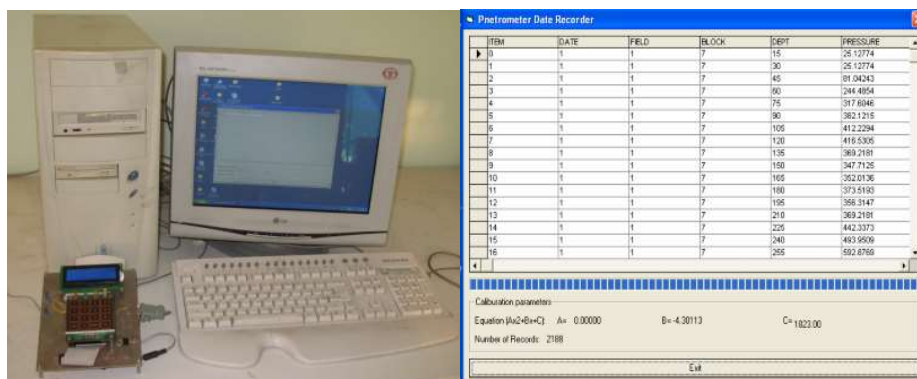 Pnetrometer Date Recorder
ITEM DATE FIELD BLOCK DEPT PRESSURE
0 1 1 7 15 25.12774
1 1 1 7 30 25.12774
2 1 1 7 45 81.04243
3 1 1 7 60 244.4854
4 1 1 7 75 317.6046
5 1 1 7 90 382.1215
6 1 1 7 105 412.2294
7 1 1 7 120 416.5305
8 1 1 7 135 369.2181
9 1 1 7 150 347.7125
10 1 1 7 165 352.0136
11 1 1 7 180 373.5193
12 1 1 7 195 356.3147
13 1 1 7 210 369.2181
14 1 1 7 225 442.3373
15 1 1 7 240 493.9509
16 1 1 7 255 592.8769
Caliburation parameters
Equation (Ax2+Bx+C): A= 0.00000 B= -4.30113 C= 1823.00
Number of Records: 2188
Exit